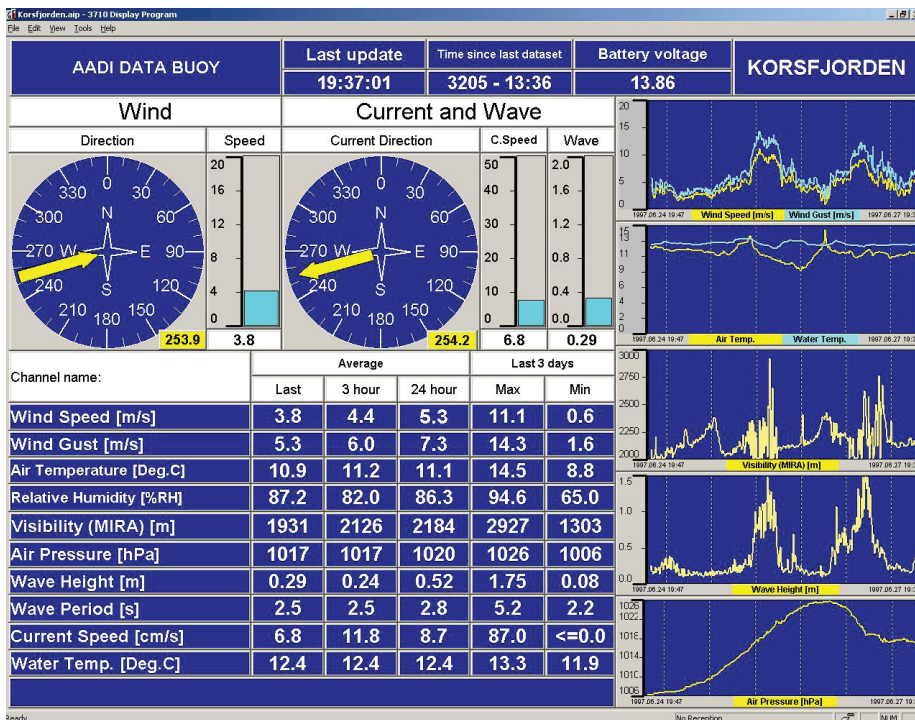 Korsfjorden.aip - 3710 Display Program
File Edit View Tools Help
AADI DATA BUOY
Last update
Time since last dataset
Battery voltage
KORSFJORDEN
19:37:01
3205 - 13:36
13.86
Wind
Current and Wave
Direction
Speed
Current Direction
C.Speed
Wave
0 30 60 90 120 150 180 210 240 270 300 330
N E S W
253.9
20 16 12 8 4 0
3.8
0 30 60 90 120 150 180 210 240 270 300 330
N E S W
254.2
50 40 30 20 10 0
6.8
2.0 1.6 1.2 0.8 0.4 0.0
0.29
Channel name:
Average
Last 3 days
Last 3 hour 24 hour Max Min
Wind Speed [m/s] 3.8 4.4 5.3 11.1 0.6
Wind Gust [m/s] 5.3 6.0 7.3 14.3 1.6
Air Temperature [Deg.C] 10.9 11.2 11.1 14.5 8.8
Relative Humidity [%RH] 87.2 82.0 86.3 94.6 65.0
Visibility (MIRA) [m] 1931 2126 2184 2927 1303
Air Pressure [hPa] 1017 1017 1020 1026 1006
Wave Height [m] 0.29 0.24 0.52 1.75 0.08
Wave Period [s] 2.5 2.5 2.8 5.2 2.2
Current Speed [cm/s] 6.8 11.8 8.7 87.0 <=0.0
Water Temp. [Deg.C] 12.4 12.4 12.4 13.3 11.9
20
15
10
5
0
1997.06.24 19:47 Wind Speed [m/s] Wind Gust [m/s] 1997.06.27 1
15
13
11
9
6
4
2
0
1997.06.24 19:47 Air Temp. Water Temp. 1997.06.27 1
3000
2750
2500
2250
2000
1997.06.24 19:47 Visibility (MIRA) [m] 1997.06.27 1
1.5
1.0
0.5
0.0
1997.06.24 19:47 Wave Height [m] 1997.06.27 1
1026
1022
1018
1014
1010
1006
1997.06.24 19:47 Air Pressure [hPa] 1997.06.27 1
Ready
No Reception
NUM